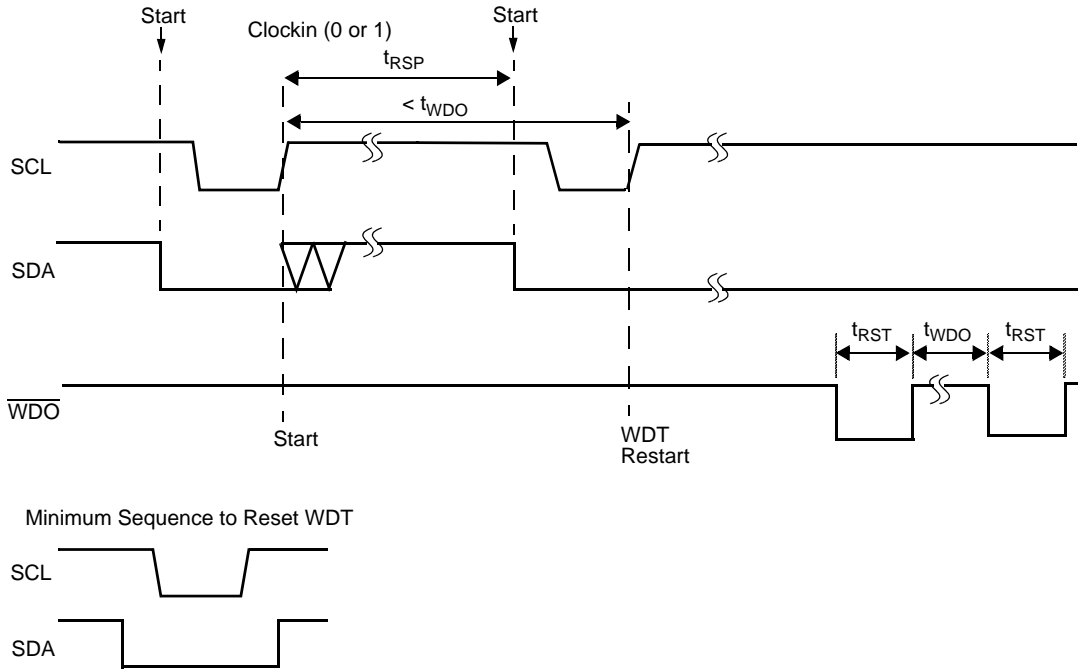 Start
Start
Clockin (0 or 1)
tRSP
< tWDO
SCL
SDA
tRST
tWDO
tRST
WDO
Start
WDT
Restart
Minimum Sequence to Reset WDT
SCL
SDA